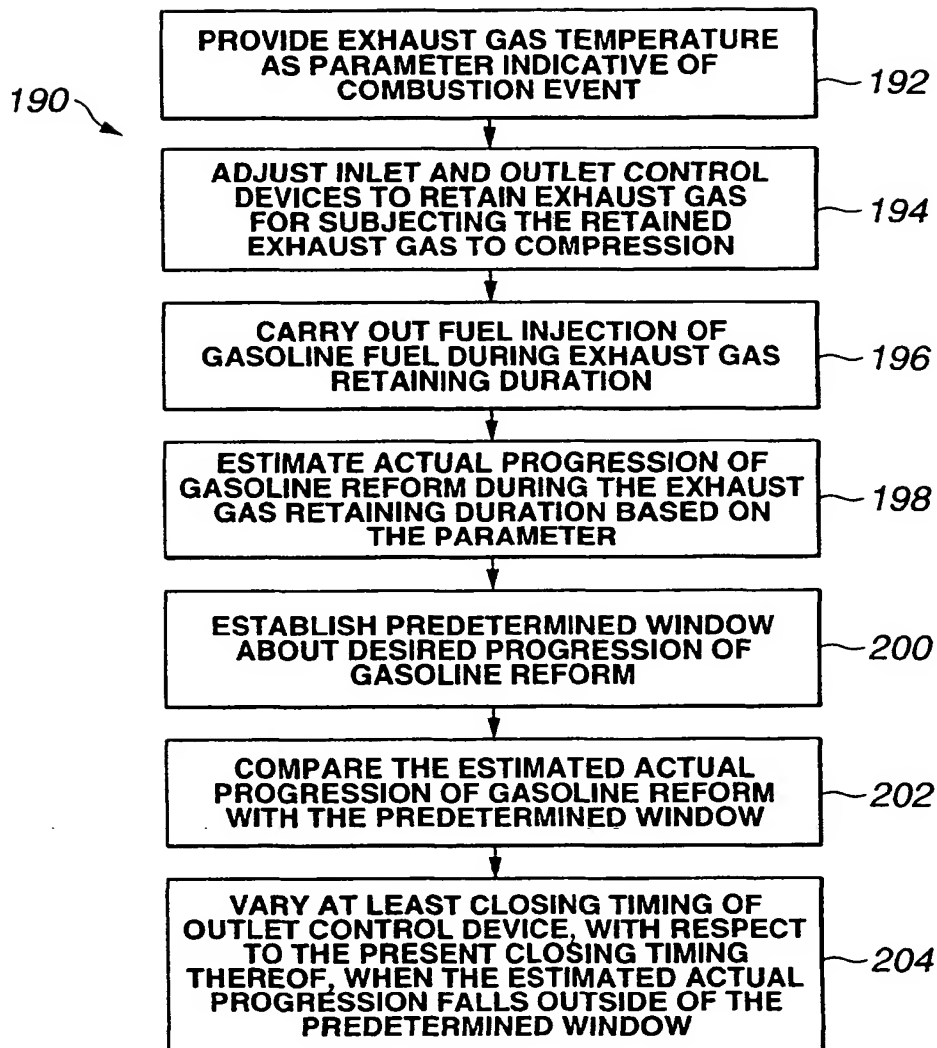 190
PROVIDE EXHAUST GAS TEMPERATURE
AS PARAMETER INDICATIVE OF
COMBUSTION EVENT
192
ADJUST INLET AND OUTLET CONTROL
DEVICES TO RETAIN EXHAUST GAS
FOR SUBJECTING THE RETAINED
EXHAUST GAS TO COMPRESSION
194
CARRY OUT FUEL INJECTION OF
GASOLINE FUEL DURING EXHAUST GAS
RETAINING DURATION
196
ESTIMATE ACTUAL PROGRESSION OF
GASOLINE REFORM DURING THE EXHAUST
GAS RETAINING DURATION BASED ON
THE PARAMETER
198
ESTABLISH PREDETERMINED WINDOW
ABOUT DESIRED PROGRESSION OF
GASOLINE REFORM
200
COMPARE THE ESTIMATED ACTUAL
PROGRESSION OF GASOLINE REFORM
WITH THE PREDETERMINED WINDOW
202
VARY AT LEAST CLOSING TIMING OF
OUTLET CONTROL DEVICE, WITH RESPECT
TO THE PRESENT CLOSING TIMING
THEREOF, WHEN THE ESTIMATED ACTUAL
PROGRESSION FALLS OUTSIDE OF THE
PREDETERMINED WINDOW
204